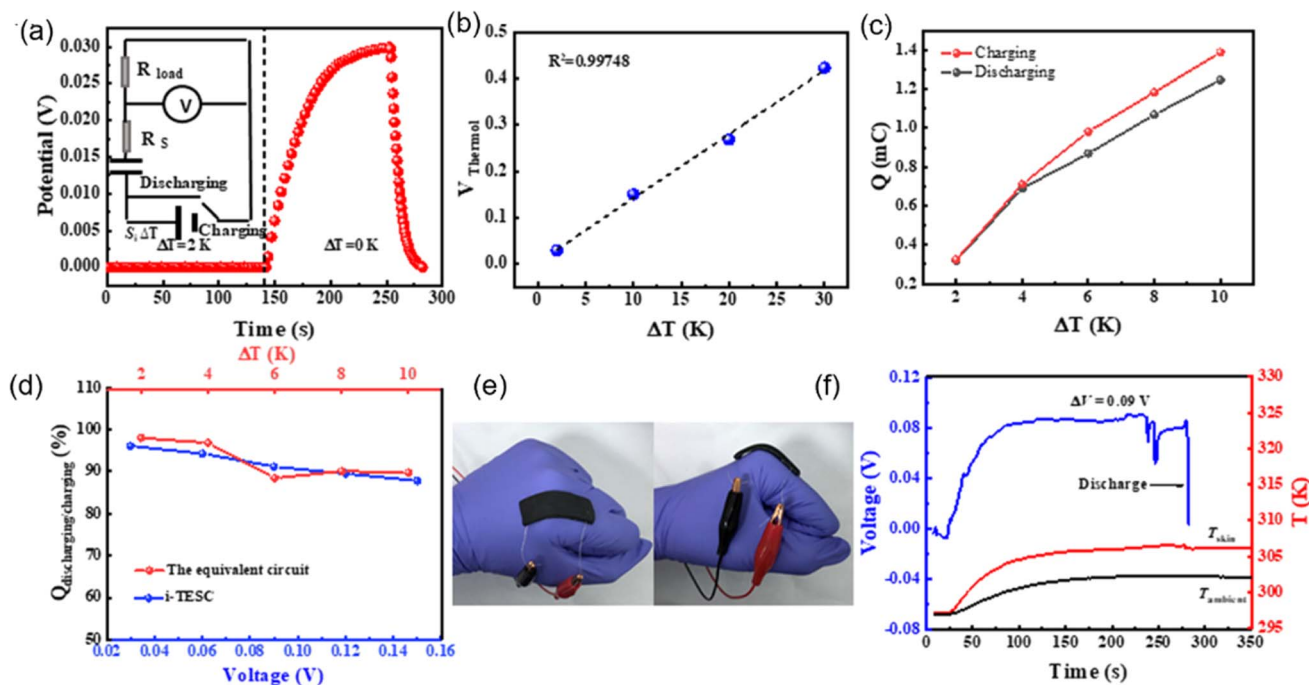 (a)
Potential (V)
0.030
0.025
0.020
0.015
0.010
0.005
0.000
R load
V
R S
Discharging
S i ΔT
Charging
ΔT=2 K
ΔT=0 K
0 50 100 150 200 250 300
Time (s)
(b)
V Thermol
R²=0.99748
0.4
0.3
0.2
0.1
0.0
0 10 20 30
ΔT (K)
(c)
Q (mC)
Charging
Discharging
1.4
1.2
1.0
0.8
0.6
0.4
0.2
2 4 6 8 10
ΔT (K)
(d)
ΔT (K)
2 4 6 8 10
Q discharging/charging (%)
110
100
90
80
70
60
50
The equivalent circuit
i-TESC
0.02 0.04 0.06 0.08 0.10 0.12 0.14 0.16
Voltage (V)
(e)
(f)
Voltage (V)
0.12
0.08
0.04
0.00
-0.04
-0.08
ΔU = 0.09 V
Discharge
T skin
T ambient
330
325
320
315
310
305
300
295
T (K)
0 50 100 150 200 250 300 350
Time (s)